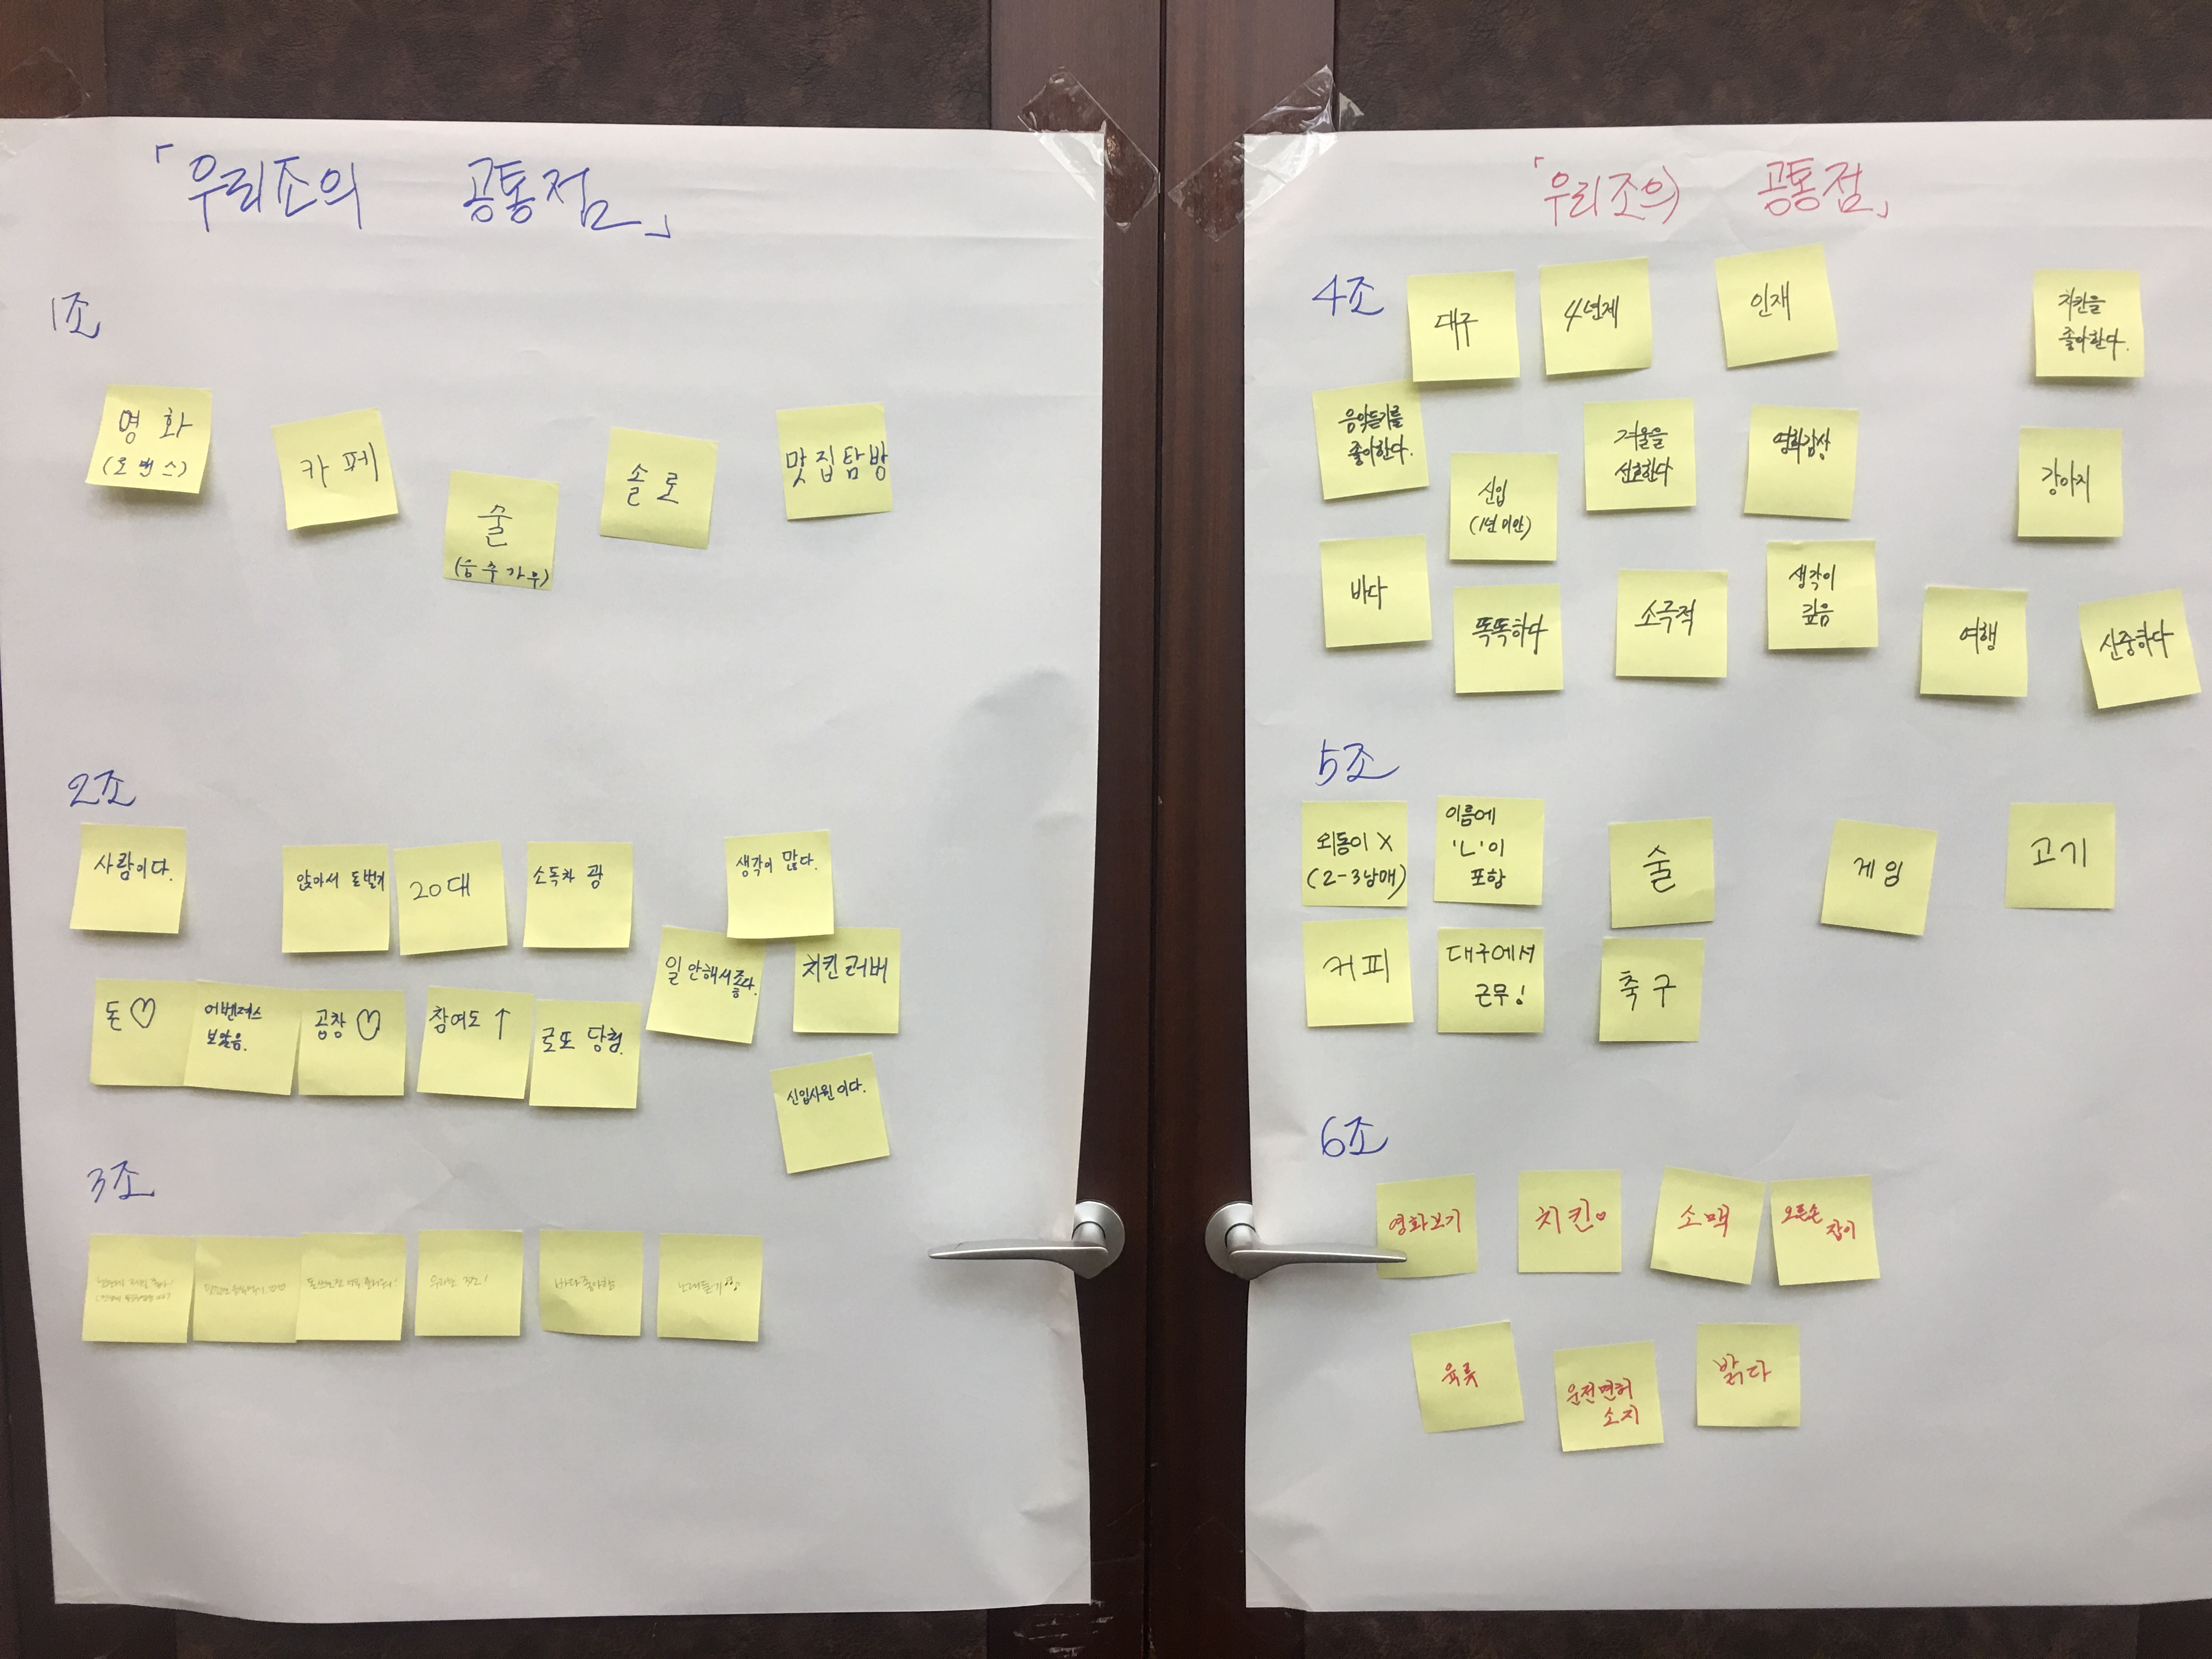 「우리조의 공통점」
1조
영화
(로맨스)
카페
술
(음주가무)
솔로
맛집탐방
2조
사람이다.
앉아서 돈벌기
20대
소독차 광
생각이 많다.
돈♡
어벤져스
보았음.
곱창♡
참여도↑
로또 당첨.
일 안해서 좋다.
치킨러버
신입사원이다.
3조
우리는 3조!
바다좋아함
노래듣기
「우리조의 공통점」
4조
대구
4년제
인재
치킨을
좋아한다.
음악듣기를
좋아한다.
신입
(1년 미만)
겨울을
선호한다
영화감상
강아지
바다
똑똑하다
소극적
생각이
깊음
여행
신중하다
5조
외동이 X
(2-3남매)
이름에
'ㄴ'이
포함
술
게임
고기
커피
대구에서
근무!
축구
6조
영화보기
치킨♡
소맥
오른손
잡이
육류
운전면허
소지
밝다